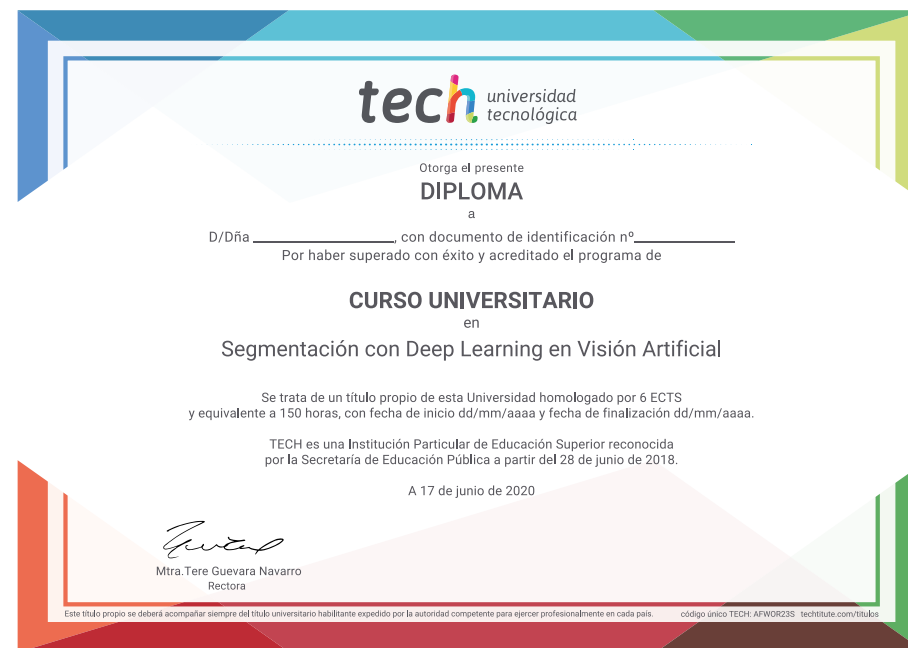 tech universidad
tecnológica
Otorga el presente
DIPLOMA
a
D/Dña ______________, con documento de identificación nº__________
Por haber superado con éxito y acreditado el programa de
CURSO UNIVERSITARIO
en
Segmentación con Deep Learning en Visión Artificial
Se trata de un título propio de esta Universidad homologado por 6 ECTS
y equivalente a 150 horas, con fecha de inicio dd/mm/aaaa y fecha de finalización dd/mm/aaaa.
TECH es una Institución Particular de Educación Superior reconocida
por la Secretaría de Educación Pública a partir del 28 de junio de 2018.
A 17 de junio de 2020
Mtra.Tere Guevara Navarro
Rectora
Este título propio se deberá acompañar siempre del título universitario habilitante expedido por la autoridad competente para ejercer profesionalmente en cada país. código único TECH: AFWOR23S techtitute.com/titulos